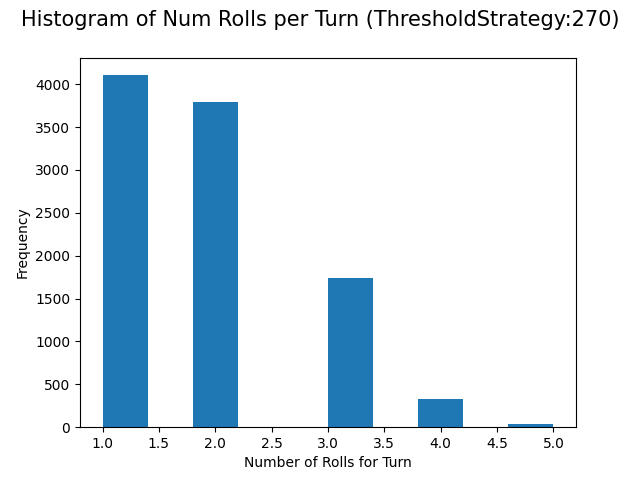 Histogram of Num Rolls per Turn (ThresholdStrategy:270)
4000
3500
3000
2500
2000
1500
1000
500
0
Frequency
1.0 1.5 2.0 2.5 3.0 3.5 4.0 4.5 5.0
Number of Rolls for Turn